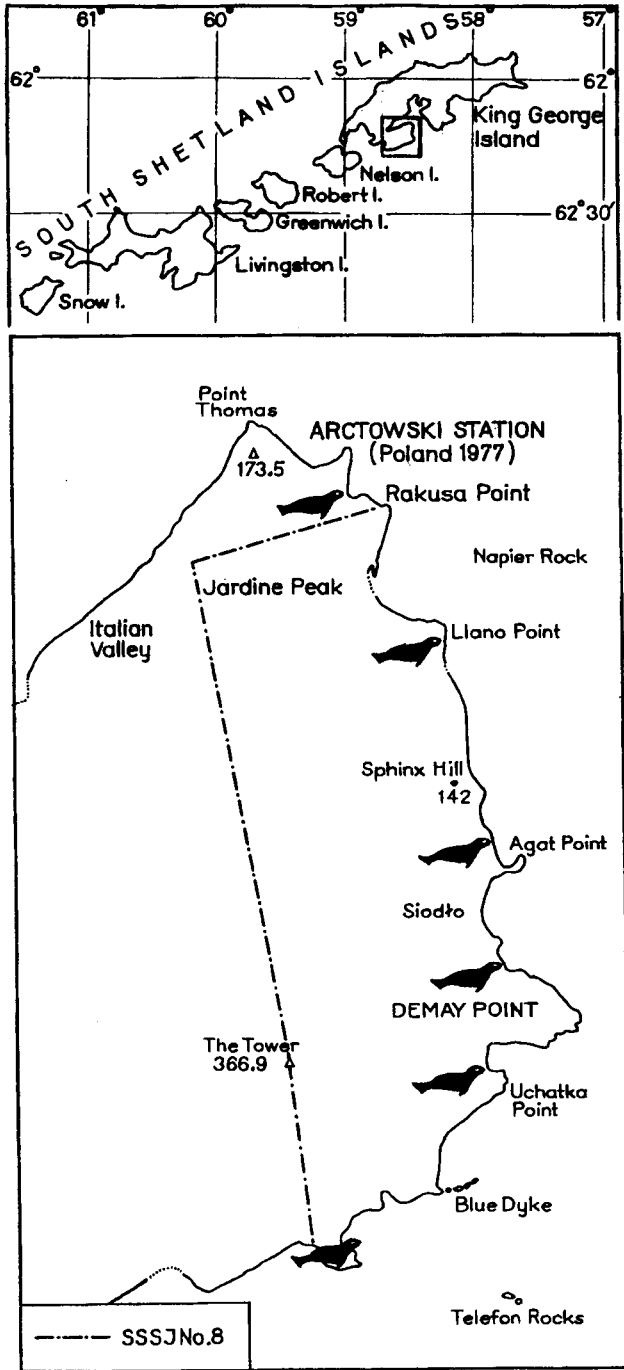 61° 60° 59° 58° 57°
62° 62°
SOUTH SHETLAND ISLANDS
King George
Island
Nelson I.
Robert I.
Greenwich I.
62°30'
Livingston I.
Snow I.
Point
Thomas
173.5
ARCTOWSKI STATION
(Poland 1977)
Rakusa Point
Napier Rock
Jardine Peak
Italian
Valley
Llano Point
Sphinx Hill
142
Agat Point
Siodło
DEMAY POINT
The Tower
366.9
Uchatka
Point
Blue Dyke
Telefon Rocks
SSSJ No.8